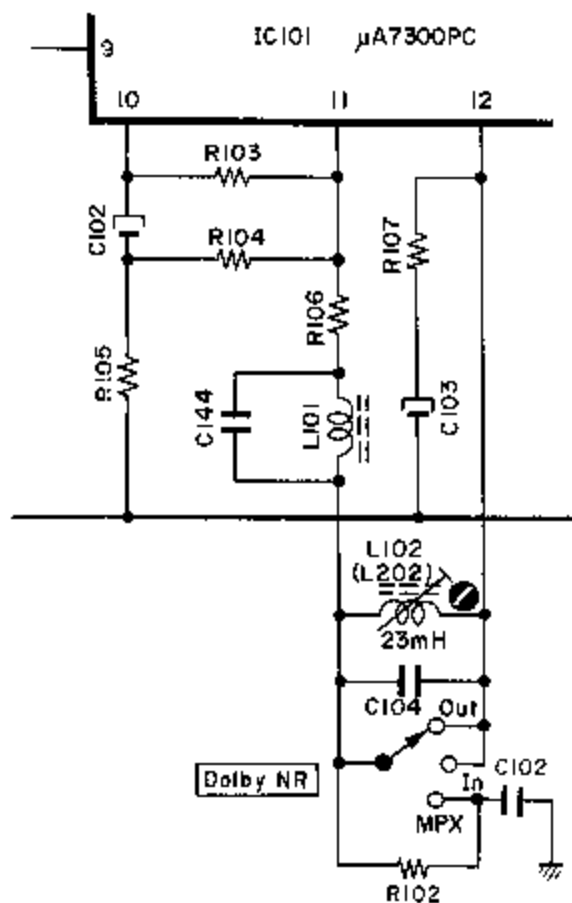 IC101 μA7300PC
9
10 11 12
R103
C102
R104
R107
R106
R105
C144
L101
C103
L102
(L202)
23mH
C104
Out
Dolby NR
In
C102
MPX
R102